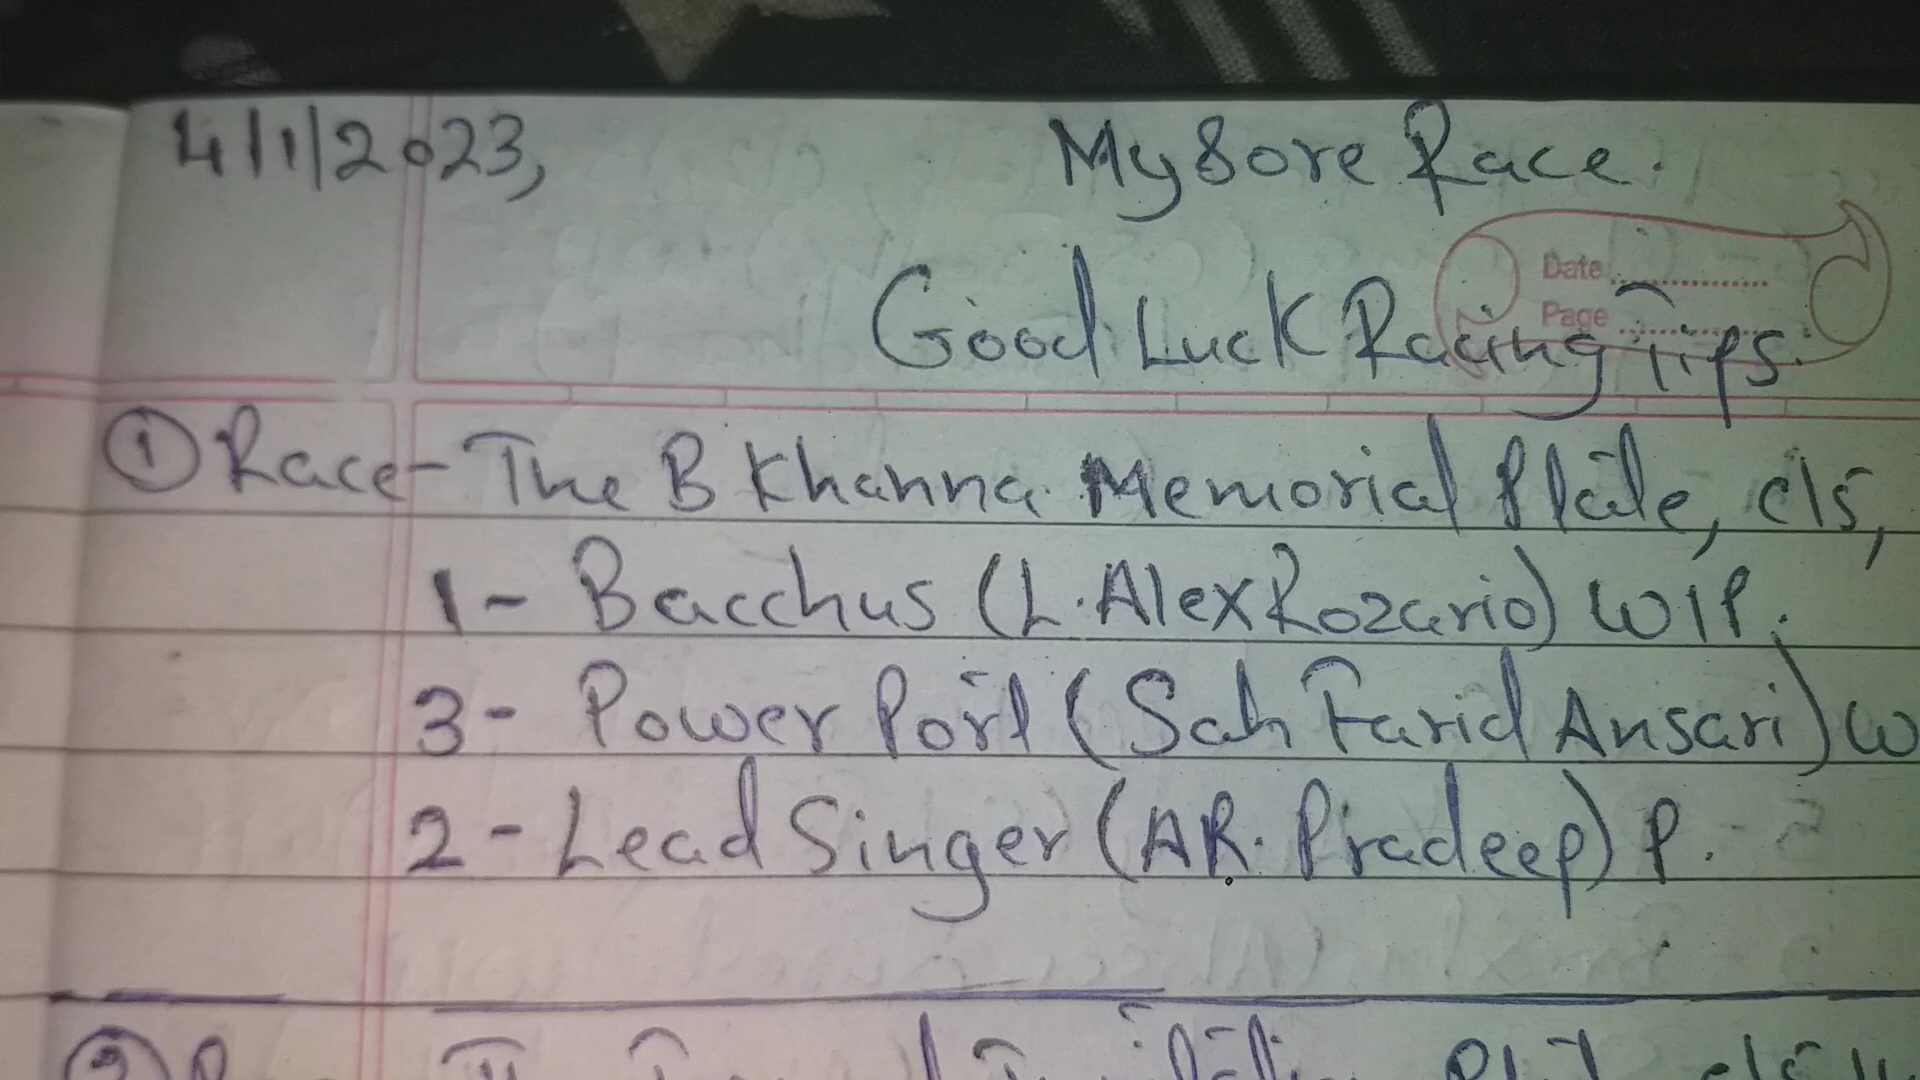 4/1/2023, Mysore Race.
Date
Page
Good Luck Racing Tips.
① Race- The B Khanna Memorial Plate, cls,
1- Bacchus (L. Alex Rozario) W/P.
3- Power Port (Sah Farid Ansari) W
2- Lead Singer (AR. Pradeep) P.